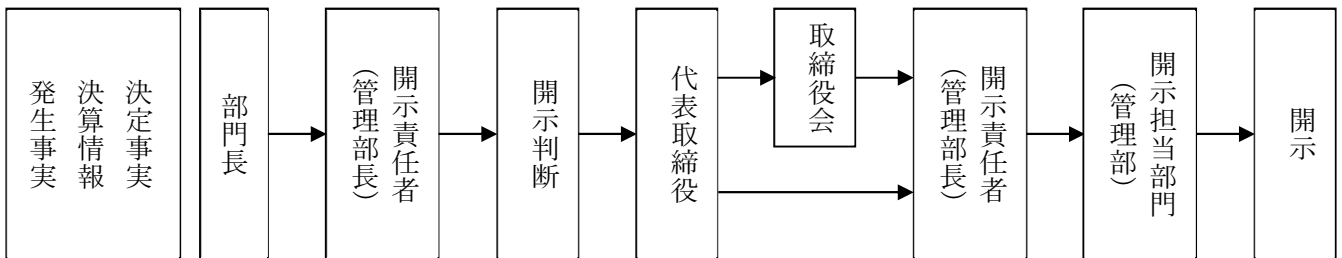 決定事実
決算情報
発生事実
部門長
開示責任者
(管理部長)
開示判断
代表取締役
取締役会
開示責任者
(管理部長)
開示担当部門
(管理部)
開示